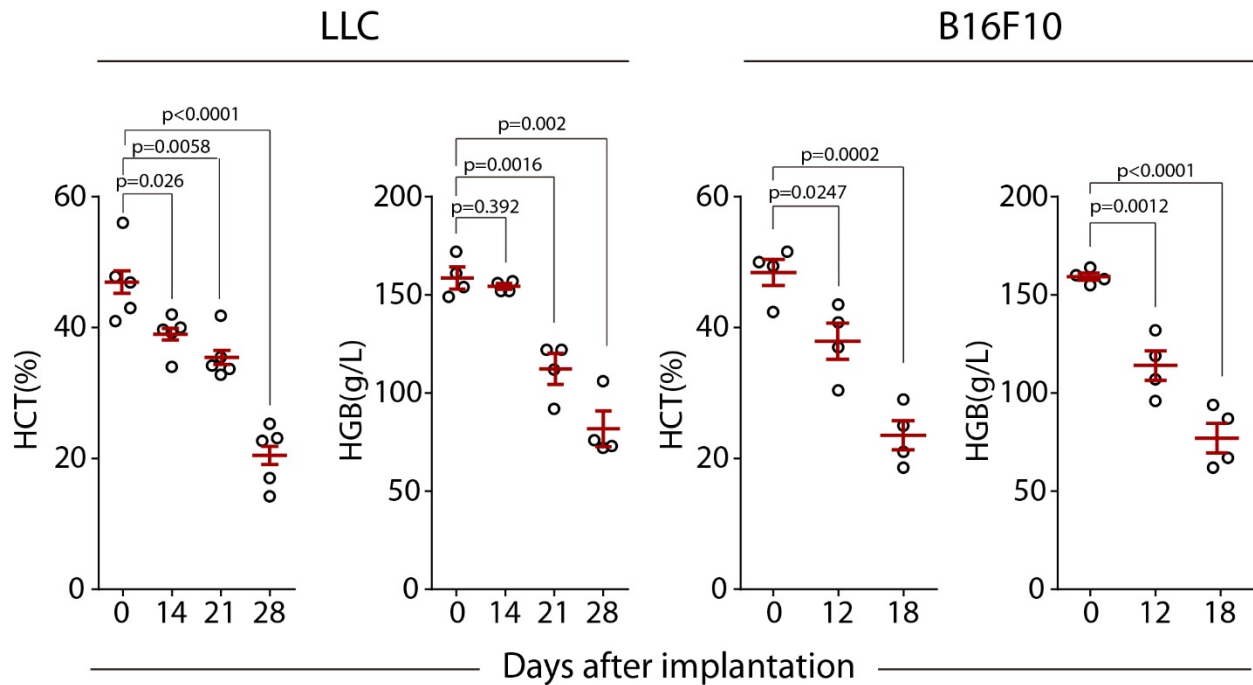 LLC
B16F10
p<0.0001
p=0.0058
p=0.026
60
40
20
0
HCT(%)
0 14 21 28
p=0.002
p=0.0016
p=0.392
200
150
100
50
0
HGB(g/L)
0 14 21 28
p=0.0002
p=0.0247
60
40
20
0
HCT(%)
0 12 18
p<0.0001
p=0.0012
200
150
100
50
0
HGB(g/L)
0 12 18
Days after implantation